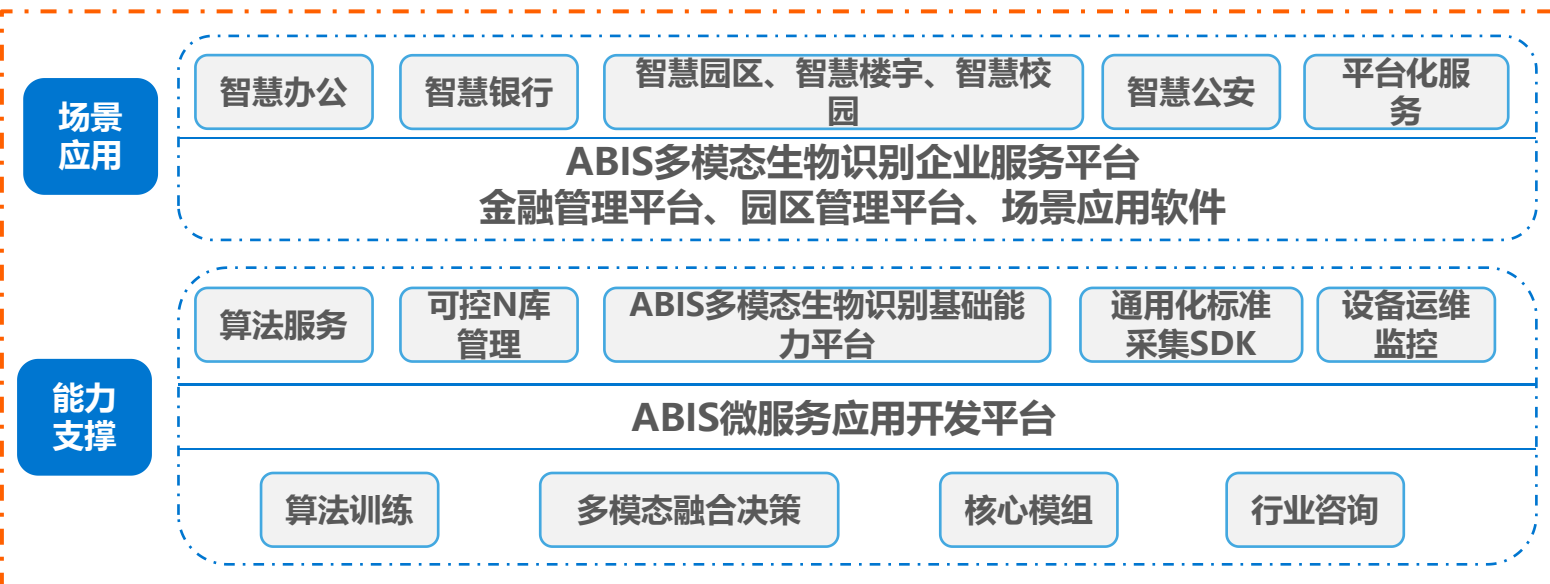 场景
应用
智慧办公
智慧银行
智慧园区、智慧楼宇、智慧校
园
智慧公安
平台化服
务
ABIS多模态生物识别企业服务平台
金融管理平台、园区管理平台、场景应用软件
能力
支撑
算法服务
可控N库
管理
ABIS多模态生物识别基础能
力平台
通用化标准
采集SDK
设备运维
监控
ABIS微服务应用开发平台
算法训练
多模态融合决策
核心模组
行业咨询